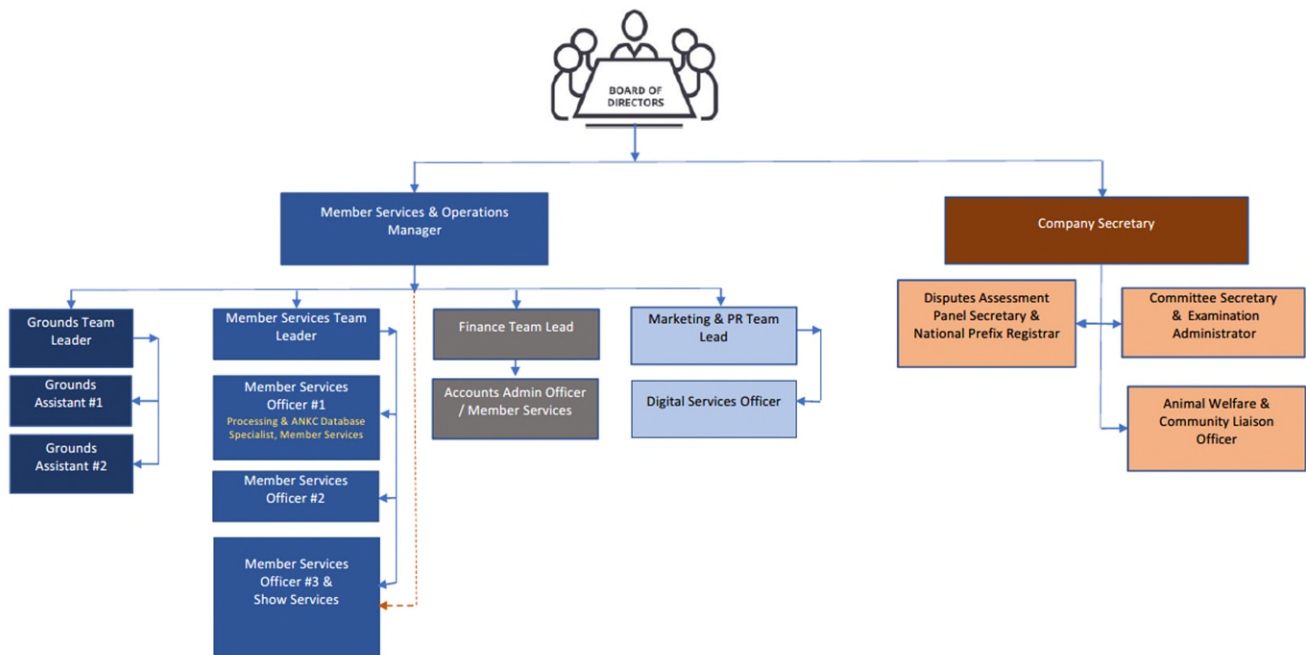 BOARD OF
DIRECTORS
Member Services & Operations
Manager
Company Secretary
Grounds Team
Leader
Member Services Team
Leader
Finance Team Lead
Marketing & PR Team
Lead
Disputes Assessment
Panel Secretary &
National Prefix Registrar
Committee Secretary
& Examination
Administrator
Grounds
Assistant #1
Member Services
Officer #1
Processing & ANKC Database
Specialist, Member Services
Accounts Admin Officer
/ Member Services
Digital Services Officer
Animal Welfare &
Community Liaison
Officer
Grounds
Assistant #2
Member Services
Officer #2
Member Services
Officer #3 &
Show Services